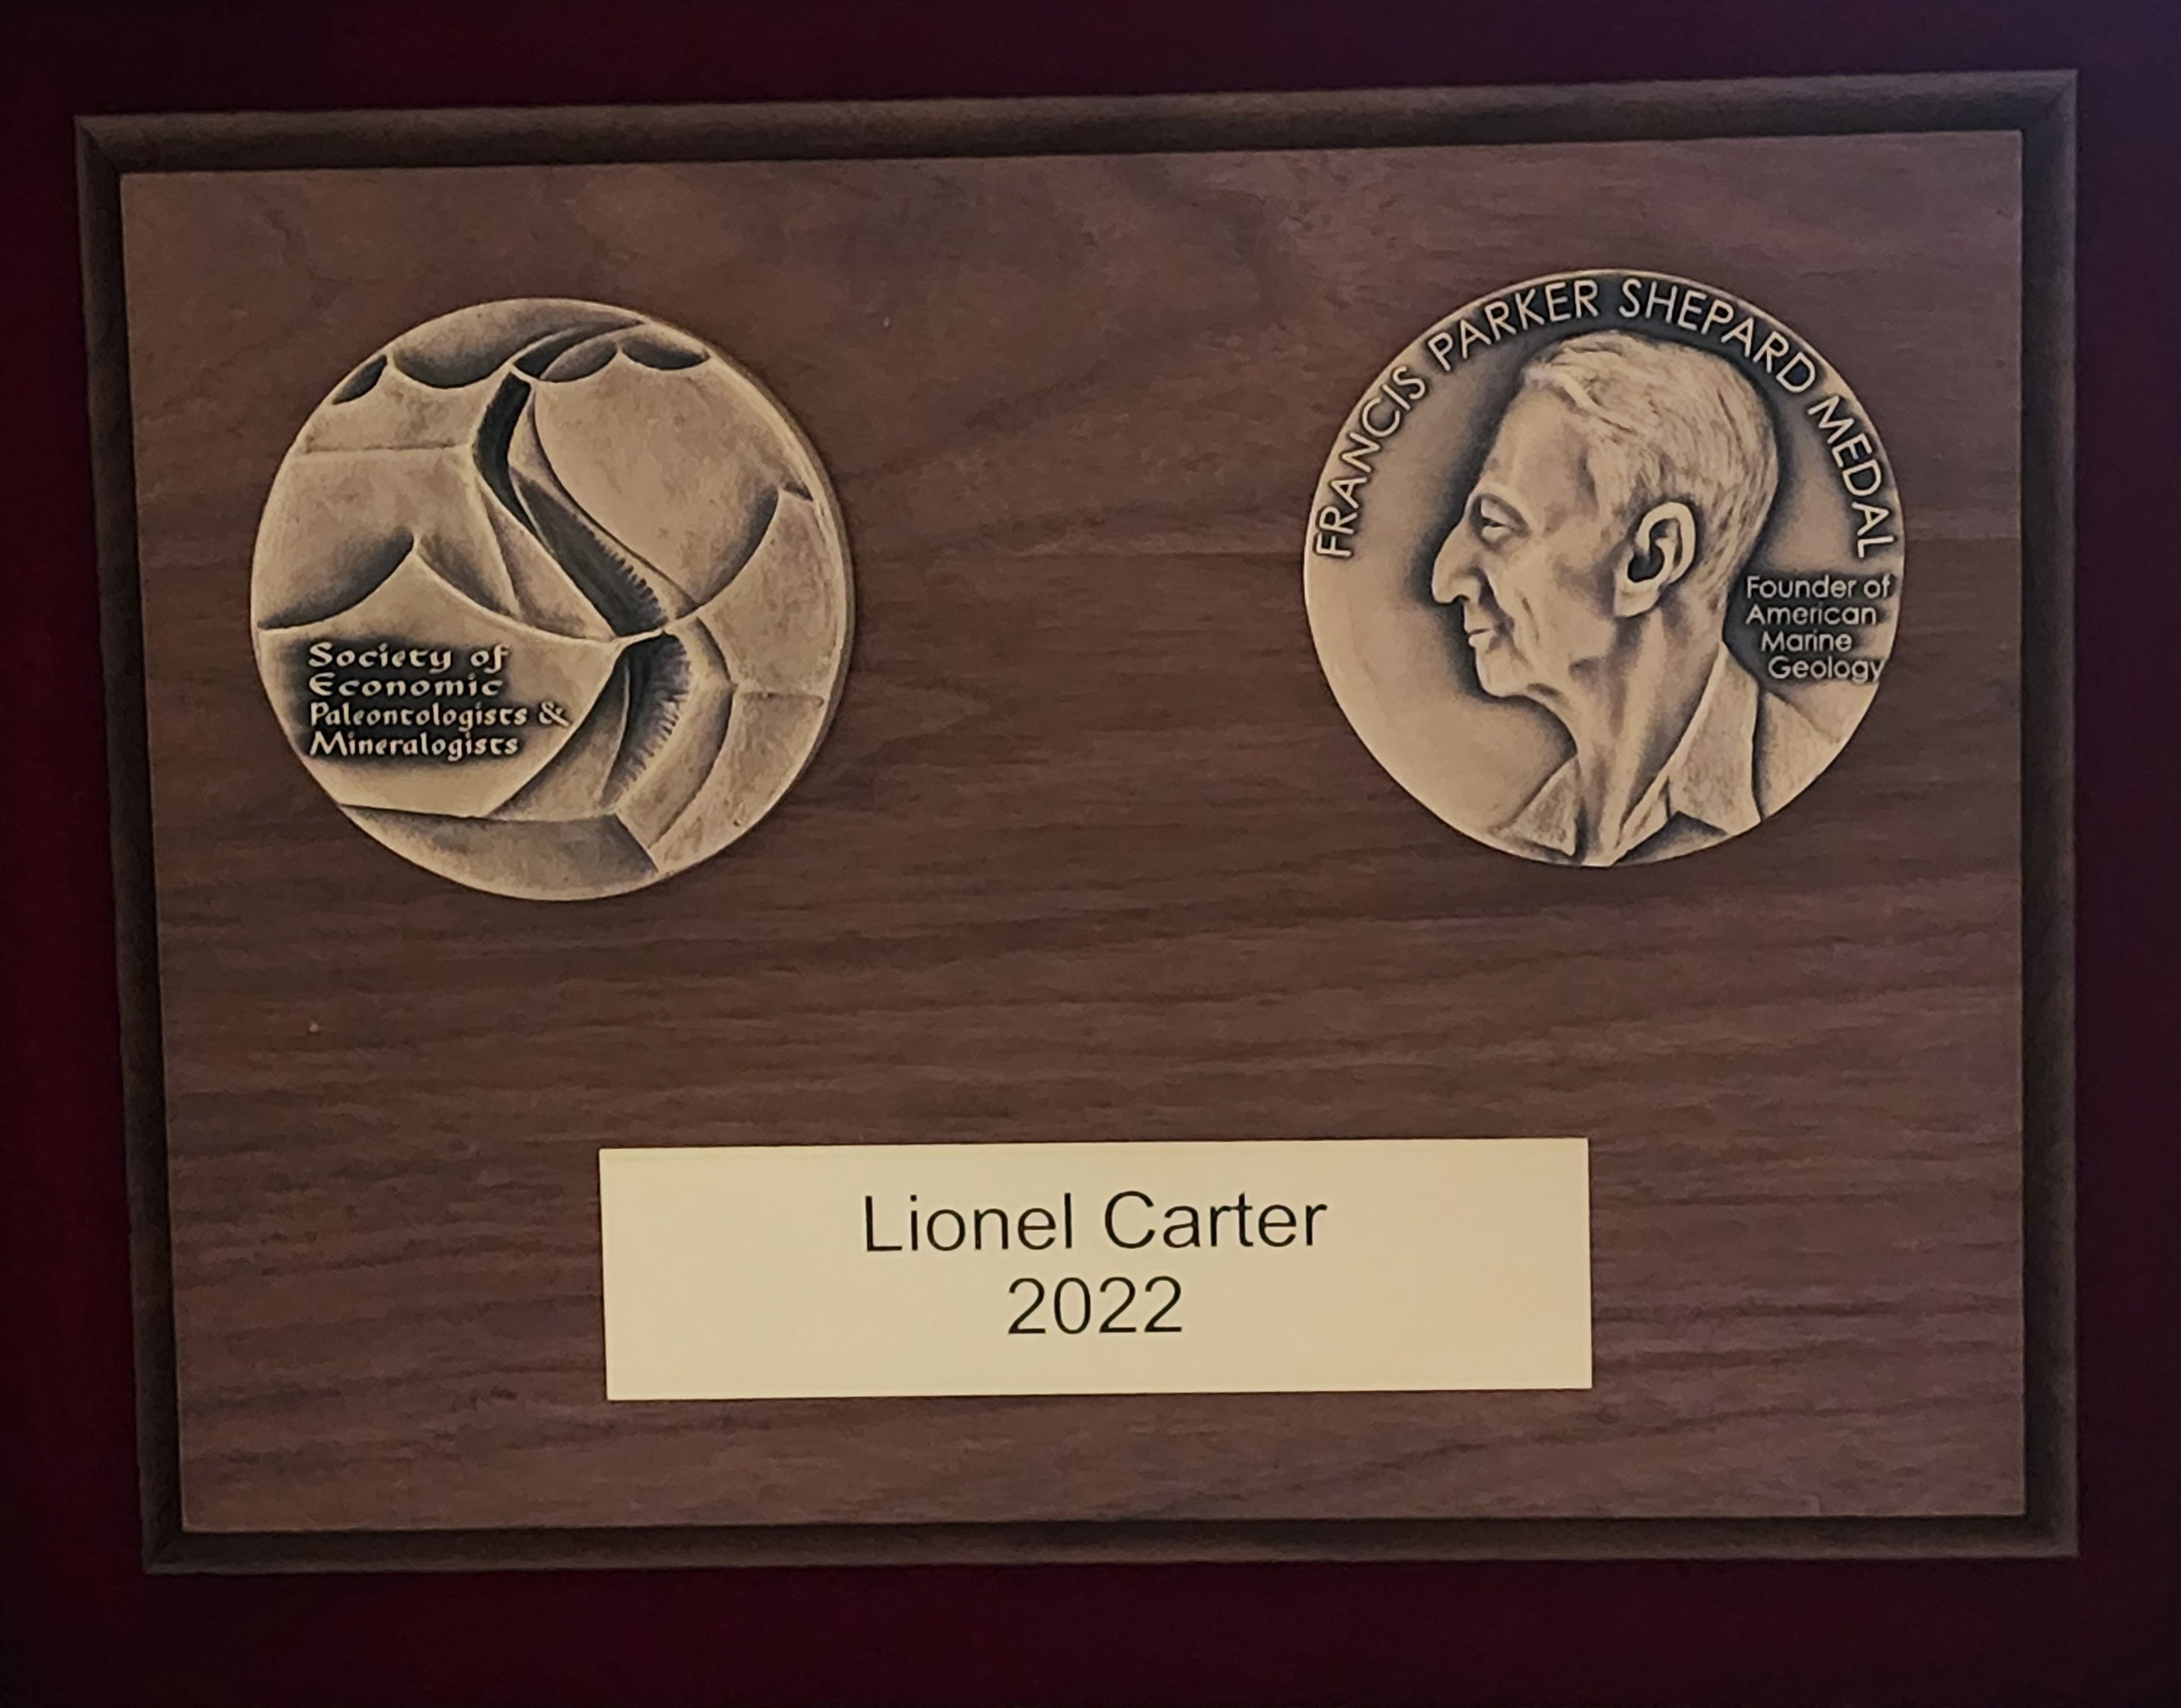 Society of
Economic
Paleontologists &
Mineralogists
FRANCIS PARKER SHEPARD MEDAL
Founder of
American
Marine
Geology
Lionel Carter
2022